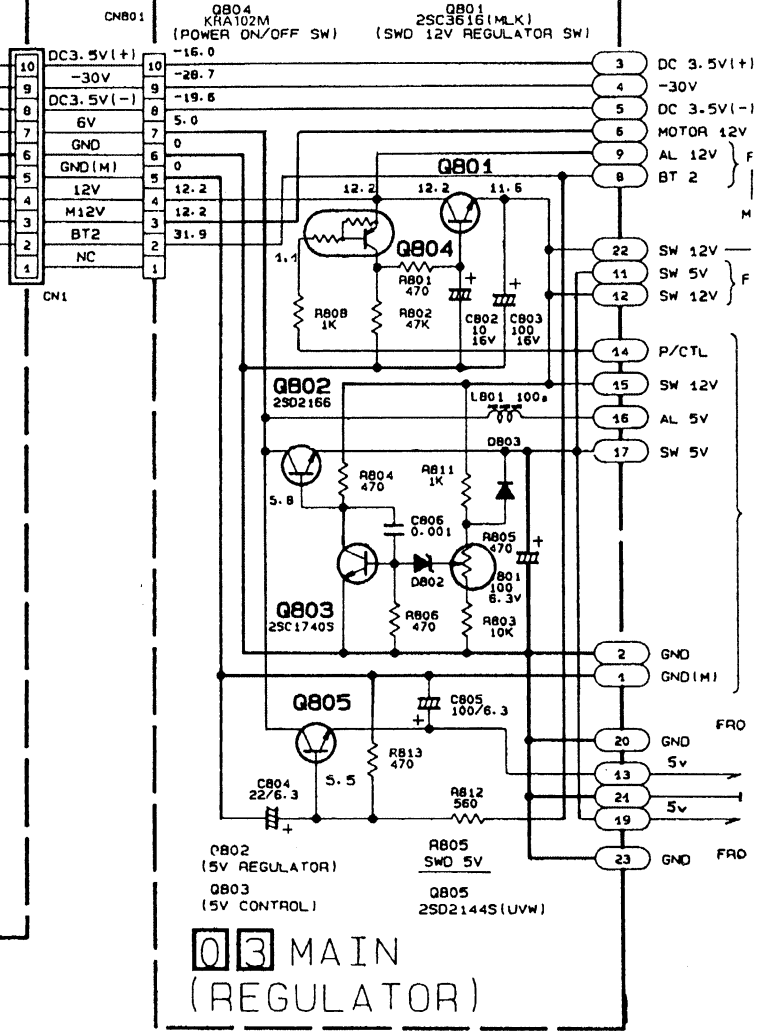 CN801
Q804
KRA102M
(POWER ON/OFF SW)
Q801
2SC3616(MLK)
(SWD 12V REGULATOR SW)
10 DC3.5V(+) 10 -16.0
9 -30V 9 -28.7
8 DC3.5V(-) 8 -19.6
7 6V 7 5.0
6 GND 6 0
5 GND(M) 5 0
4 12V 4 12.2
3 M12V 3 12.2
2 BT2 2 31.9
1 NC 1
CN1
3 DC 3.5V(+)
4 -30V
5 DC 3.5V(-)
6 MOTOR 12V
9 AL 12V
8 BT 2
F
M
22 SW 12V
11 SW 5V
12 SW 12V
F
14 P/CTL
15 SW 12V
16 AL 5V
17 SW 5V
2 GND
1 GND(M)
20 GND
FRO
13 5v
21
19 5v
23 GND
FRO
Q801
12.2 12.2 11.6
Q804
1.1
R801
470
R808
1K
R802
47K
C802
10
16V
C803
100
16V
Q802
2SD2166
L801 100
D803
5.8
R804
470
R811
1K
C806
0.001
R805
470
D802
100
6.3V
Q803
2SC1740S
R806
470
R803
10K
Q805
C805
100/6.3
R813
470
5.5
C804
22/6.3
R812
560
Q802
(5V REGULATOR)
Q803
(5V CONTROL)
R805
SWD 5V
Q805
2SD2144S(UVW)
03 MAIN
(REGULATOR)